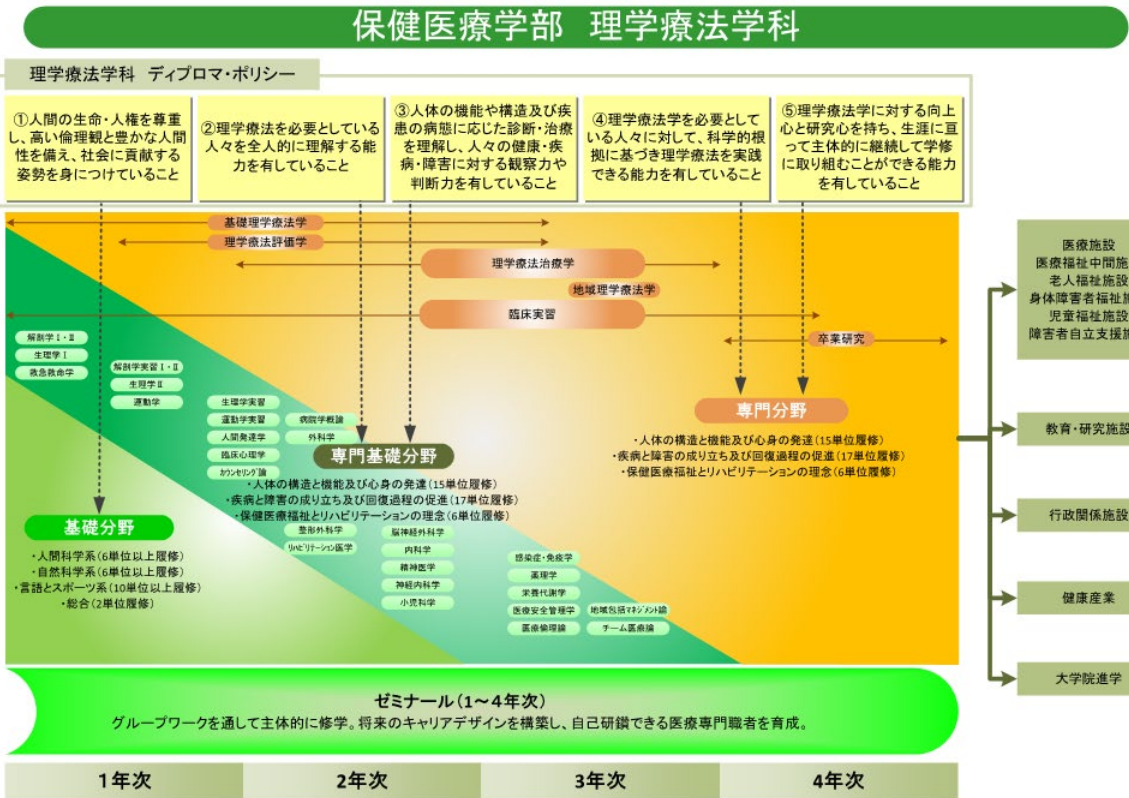 保健医療学部 理学療法学科
理学療法学科 ディプロマ・ポリシー
①人間の生命・人権を尊重
し、高い倫理観と豊かな人間
性を備え、社会に貢献する
姿勢を身につけていること
②理学療法を必要としている
人々を全人的に理解する能
力を有していること
③人体の機能や構造及び疾
患の病態に応じた診断・治療
を理解し、人々の健康・疾
病・障害に対する観察力や
判断力を有していること
④理学療法学を必要として
いる人々に対して、科学的根
拠に基づき理学療法を実践
できる能力を有していること
⑤理学療法学に対する向上
心と研究心を持ち、生涯に亘
って主体的に継続して学修
に取り組むことができる能力
を有していること
基礎理学療法学
理学療法評価学
理学療法治療学
地域理学療法学
臨床実習
卒業研究
解剖学Ⅰ・Ⅱ
生理学Ⅰ
救急救命学
解剖学実習Ⅰ・Ⅱ
生理学Ⅱ
運動学
生理学実習
運動学実習
人間発達学
臨床心理学
カウンセリング論
病院学概論
外科学
専門基礎分野
・人体の構造と機能及び心身の発達(15単位履修)
・疾病と障害の成り立ち及び回復過程の促進(17単位履修)
・保健医療福祉とリハビリテーションの理念(6単位履修)
専門分野
・人体の構造と機能及び心身の発達(15単位履修)
・疾病と障害の成り立ち及び回復過程の促進(17単位履修)
・保健医療福祉とリハビリテーションの理念(6単位履修)
基礎分野
・人間科学系(6単位以上履修)
・自然科学系(6単位以上履修)
・言語とスポーツ系(10単位以上履修)
・総合(2単位履修)
整形外科学
リハビリテーション医学
脳神経外科学
内科学
精神医学
神経内科学
小児科学
感染症・免疫学
薬理学
栄養代謝学
医療安全管理学
医療倫理論
地域包括マネジメント論
チーム医療論
医療施設
医療福祉中間施
老人福祉施設
身体障害者福祉施
児童福祉施設
障害者自立支援施
教育・研究施設
行政関係施設
健康産業
大学院進学
ゼミナール(1～4年次)
グループワークを通して主体的に修学。将来のキャリアデザインを構築し、自己研鑽できる医療専門職者を育成。
1年次
2年次
3年次
4年次